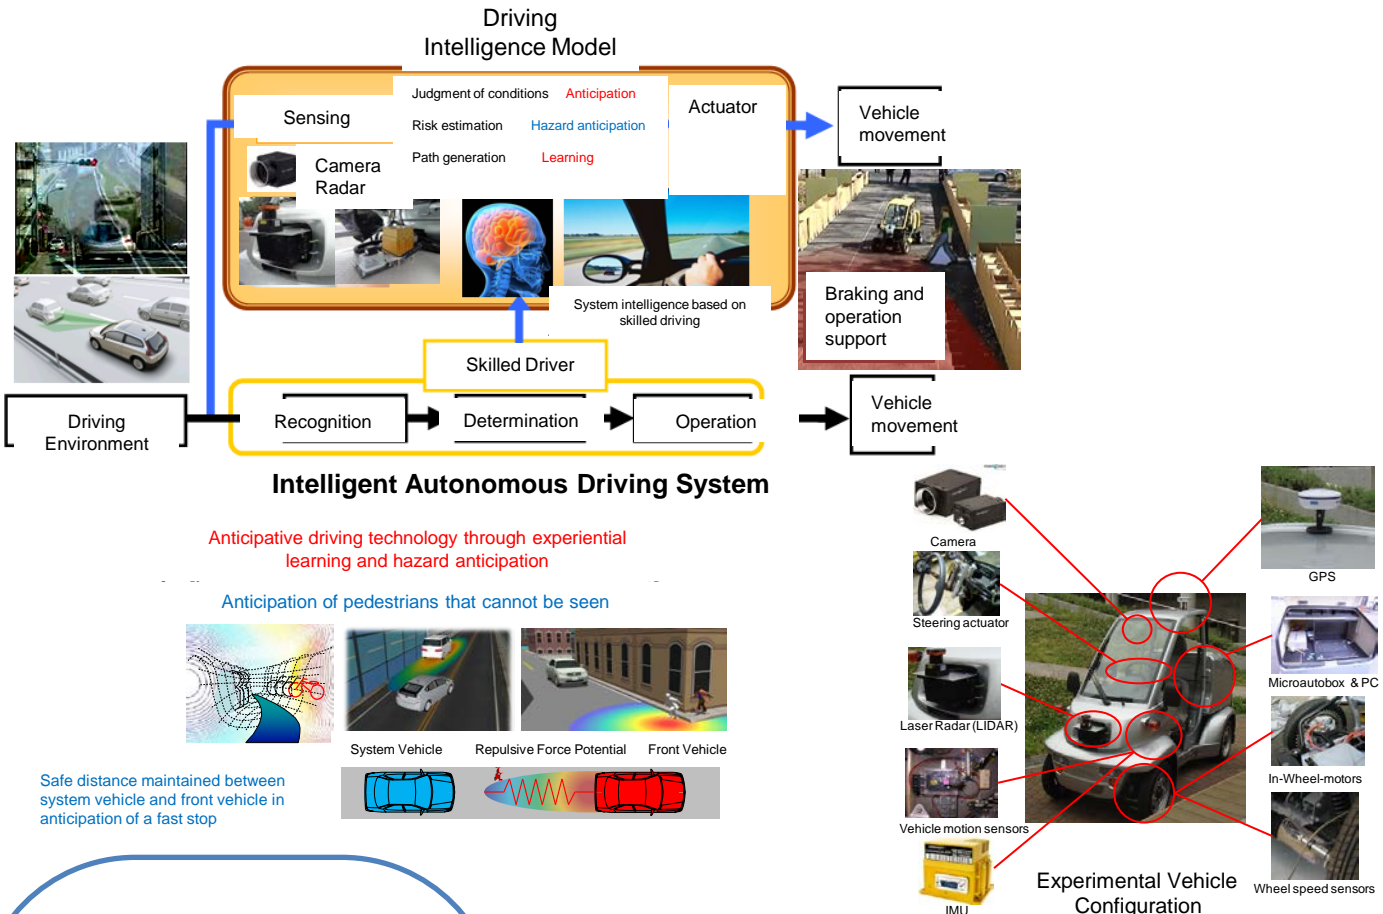 Driving
Intelligence Model
Judgment of conditions Anticipation
Risk estimation Hazard anticipation
Path generation Learning
Sensing
Actuator
Camera
Radar
Vehicle
movement
System intelligence based on
skilled driving
Braking and
operation
support
Skilled Driver
Driving
Environment
Recognition
Determination
Operation
Vehicle
movement
Intelligent Autonomous Driving System
Anticipative driving technology through experiential
learning and hazard anticipation
Anticipation of pedestrians that cannot be seen
System Vehicle
Repulsive Force Potential
Front Vehicle
Safe distance maintained between
system vehicle and front vehicle in
anticipation of a fast stop
Camera
Steering actuator
Laser Radar (LIDAR)
Vehicle motion sensors
IMU
GPS
Microautobox & PC
In-Wheel-motors
Wheel speed sensors
Experimental Vehicle
Configuration